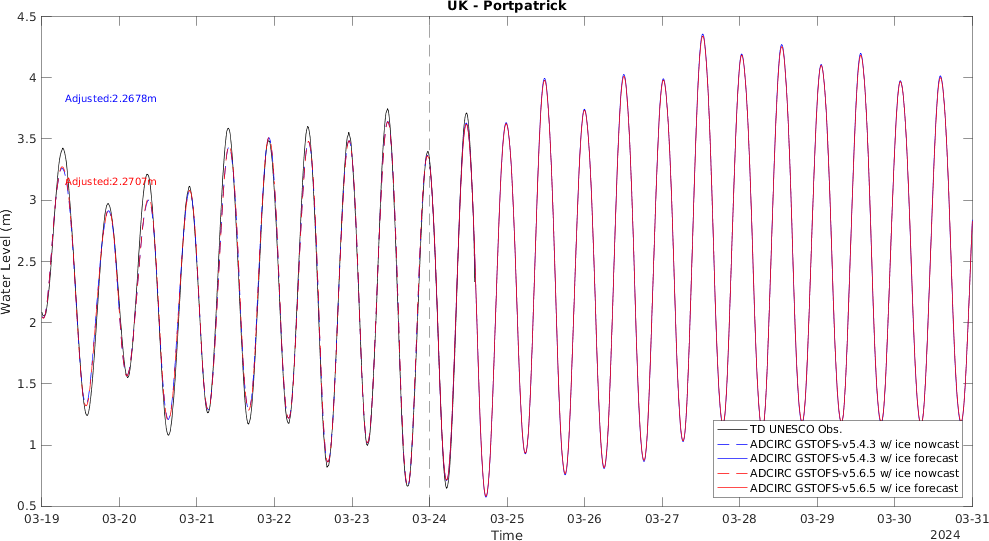 UK - Portpatrick
4.5
4
3.5
3
2.5
2
1.5
1
0.5
Water Level (m)
Adjusted:2.2678m
Adjusted:2.2707m
TD UNESCO Obs.
ADCIRC GSTOFS-v5.4.3 w/ ice nowcast
ADCIRC GSTOFS-v5.4.3 w/ ice forecast
ADCIRC GSTOFS-v5.6.5 w/ ice nowcast
ADCIRC GSTOFS-v5.6.5 w/ ice forecast
03-19 03-20 03-21 03-22 03-23 03-24 03-25 03-26 03-27 03-28 03-29 03-30 03-31
Time
2024